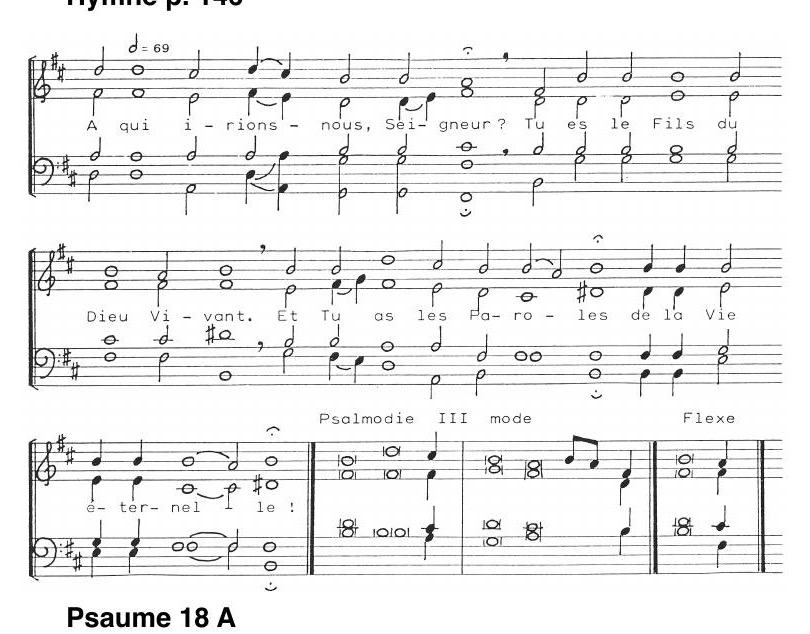 Hymne p. 140
= 69
A qui i - rions - nous, Sei- gneur ? Tu es le Fils du
Dieu Vi - vant. Et Tu as les Pa- ro - les de la Vie
Psalmodie III mode Flexe
é- ter- nel - le !
Psaume 18 A